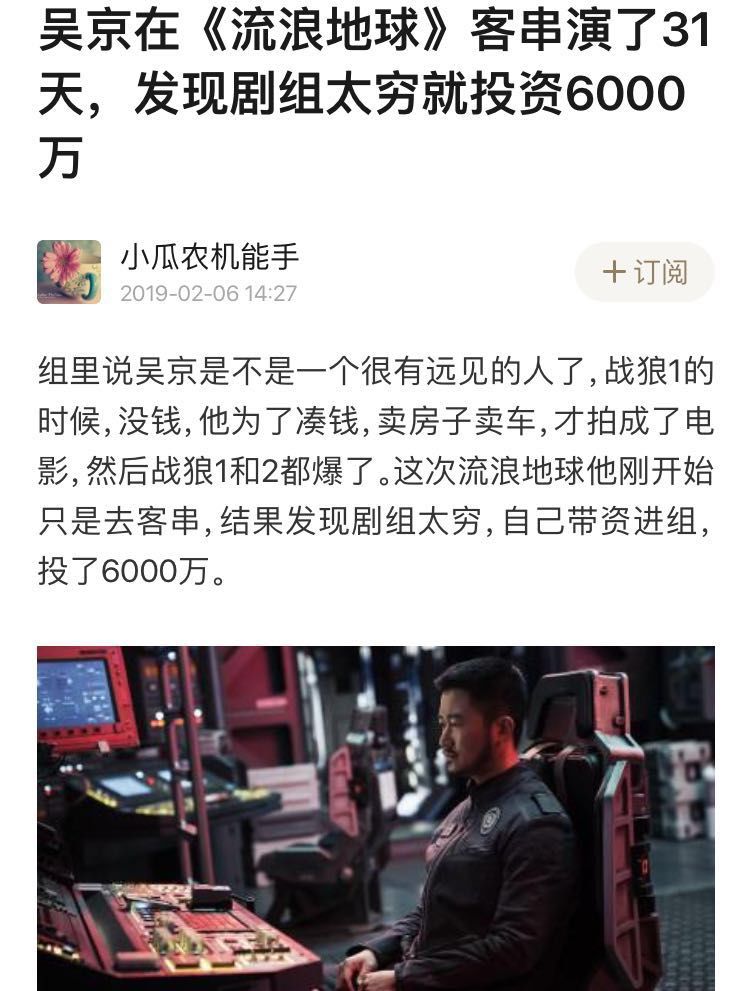 吴京在《流浪地球》客串演了31
天，发现剧组太穷就投资6000
万
小瓜农机能手
2019-02-06 14:27
＋订阅
组里说吴京是不是一个很有远见的人了,战狼1的
时候,没钱,他为了凑钱,卖房子卖车,才拍成了电
影,然后战狼1和2都爆了。这次流浪地球他刚开始
只是去客串,结果发现剧组太穷,自己带资进组,
投了6000万。